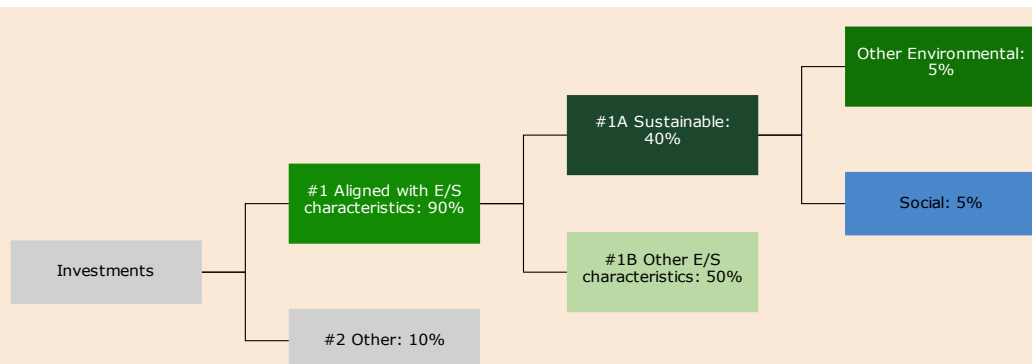 Other Environmental:
5%
#1A Sustainable:
40%
#1 Aligned with E/S
characteristics: 90%
Social: 5%
Investments
#1B Other E/S
characteristics: 50%
#2 Other: 10%